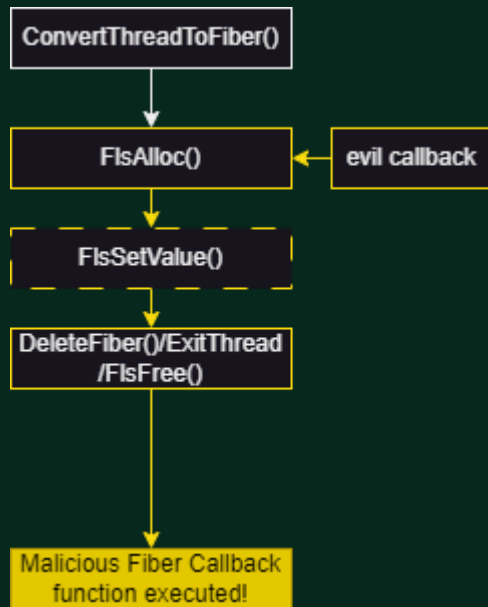 ConvertThreadToFiber()
FlsAlloc()
evil callback
FlsSetValue()
DeleteFiber()/ExitThread
/FlsFree()
Malicious Fiber Callback
function executed!